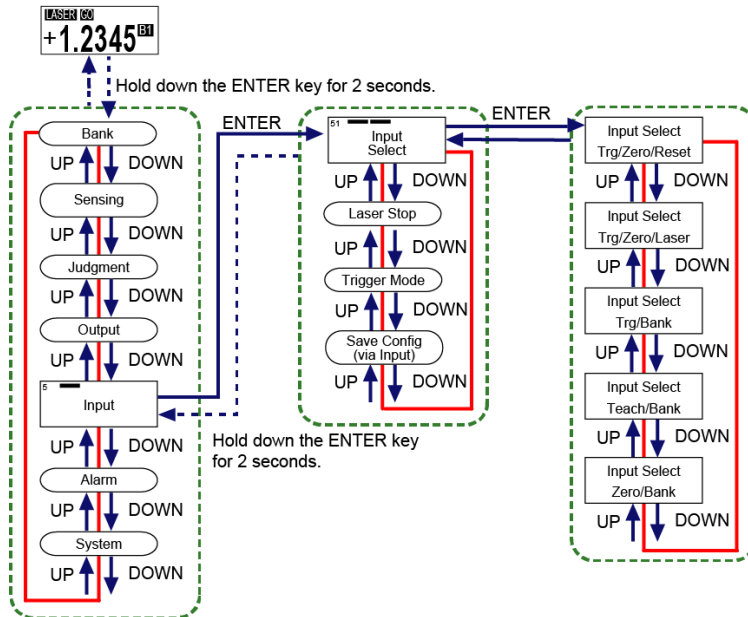 LASER GO
+1.2345 B1
Hold down the ENTER key for 2 seconds.
Bank
UP DOWN
Sensing
UP DOWN
Judgment
UP DOWN
Output
UP DOWN
5
Input
UP DOWN
Alarm
UP DOWN
System
UP DOWN
ENTER
Hold down the ENTER key
for 2 seconds.
51
Input
Select
UP DOWN
Laser Stop
UP DOWN
Trigger Mode
UP DOWN
Save Config
(via Input)
UP DOWN
ENTER
Input Select
Trg/Zero/Reset
UP DOWN
Input Select
Trg/Zero/Laser
UP DOWN
Input Select
Trg/Bank
UP DOWN
Input Select
Teach/Bank
UP DOWN
Input Select
Zero/Bank
UP DOWN